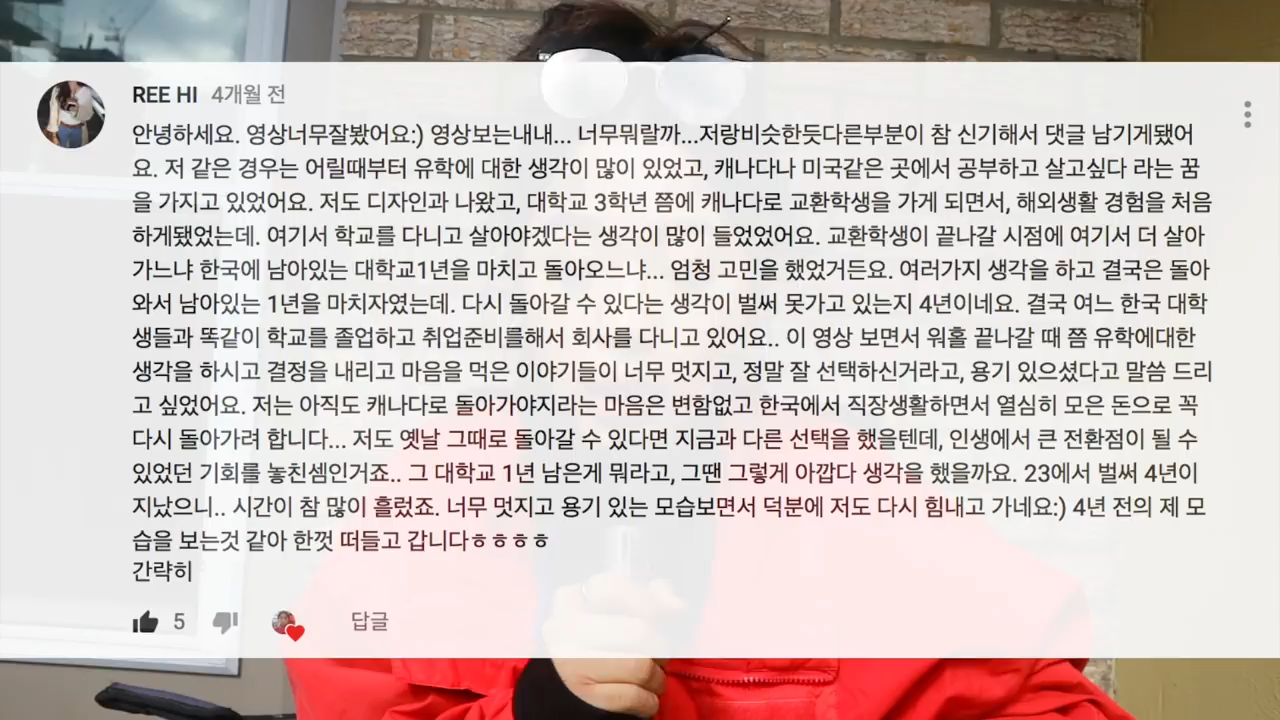 REE HI 4개월 전
안녕하세요. 영상너무잘봤어요:) 영상보는내내... 너무뭐랄까...저랑비슷한듯다른부분이 참 신기해서 댓글 남기게됐어
요. 저 같은 경우는 어릴때부터 유학에 대한 생각이 많이 있었고, 캐나다나 미국같은 곳에서 공부하고 살고싶다 라는 꿈
을 가지고 있었어요. 저도 디자인과 나왔고, 대학교 3학년 쯤에 캐나다로 교환학생을 가게 되면서, 해외생활 경험을 처음
하게됐었는데. 여기서 학교를 다니고 살아야겠다는 생각이 많이 들었었어요. 교환학생이 끝나갈 시점에 여기서 더 살아
가느냐 한국에 남아있는 대학교1년을 마치고 돌아오느냐... 엄청 고민을 했었거든요. 여러가지 생각을 하고 결국은 돌아
와서 남아있는 1년을 마치자였는데. 다시 돌아갈 수 있다는 생각이 벌써 못가고 있는지 4년이네요. 결국 여느 한국 대학
생들과 똑같이 학교를 졸업하고 취업준비를해서 회사를 다니고 있어요.. 이 영상 보면서 워홀 끝나갈 때 쯤 유학에대한
생각을 하시고 결정을 내리고 마음을 먹은 이야기들이 너무 멋지고, 정말 잘 선택하신거라고, 용기 있으셨다고 말씀 드리
고 싶었어요. 저는 아직도 캐나다로 돌아가야지라는 마음은 변함없고 한국에서 직장생활하면서 열심히 모은 돈으로 꼭
다시 돌아가려 합니다... 저도 옛날 그때로 돌아갈 수 있다면 지금과 다른 선택을 했을텐데, 인생에서 큰 전환점이 될 수
있었던 기회를 놓친셈인거죠.. 그 대학교 1년 남은게 뭐라고, 그땐 그렇게 아깝다 생각을 했을까요. 23에서 벌써 4년이
지났으니.. 시간이 참 많이 흘렀죠. 너무 멋지고 용기 있는 모습보면서 덕분에 저도 다시 힘내고 가네요:) 4년 전의 제 모
습을 보는것 같아 한껏 떠들고 갑니다ㅎㅎㅎㅎ
간략히
5 답글